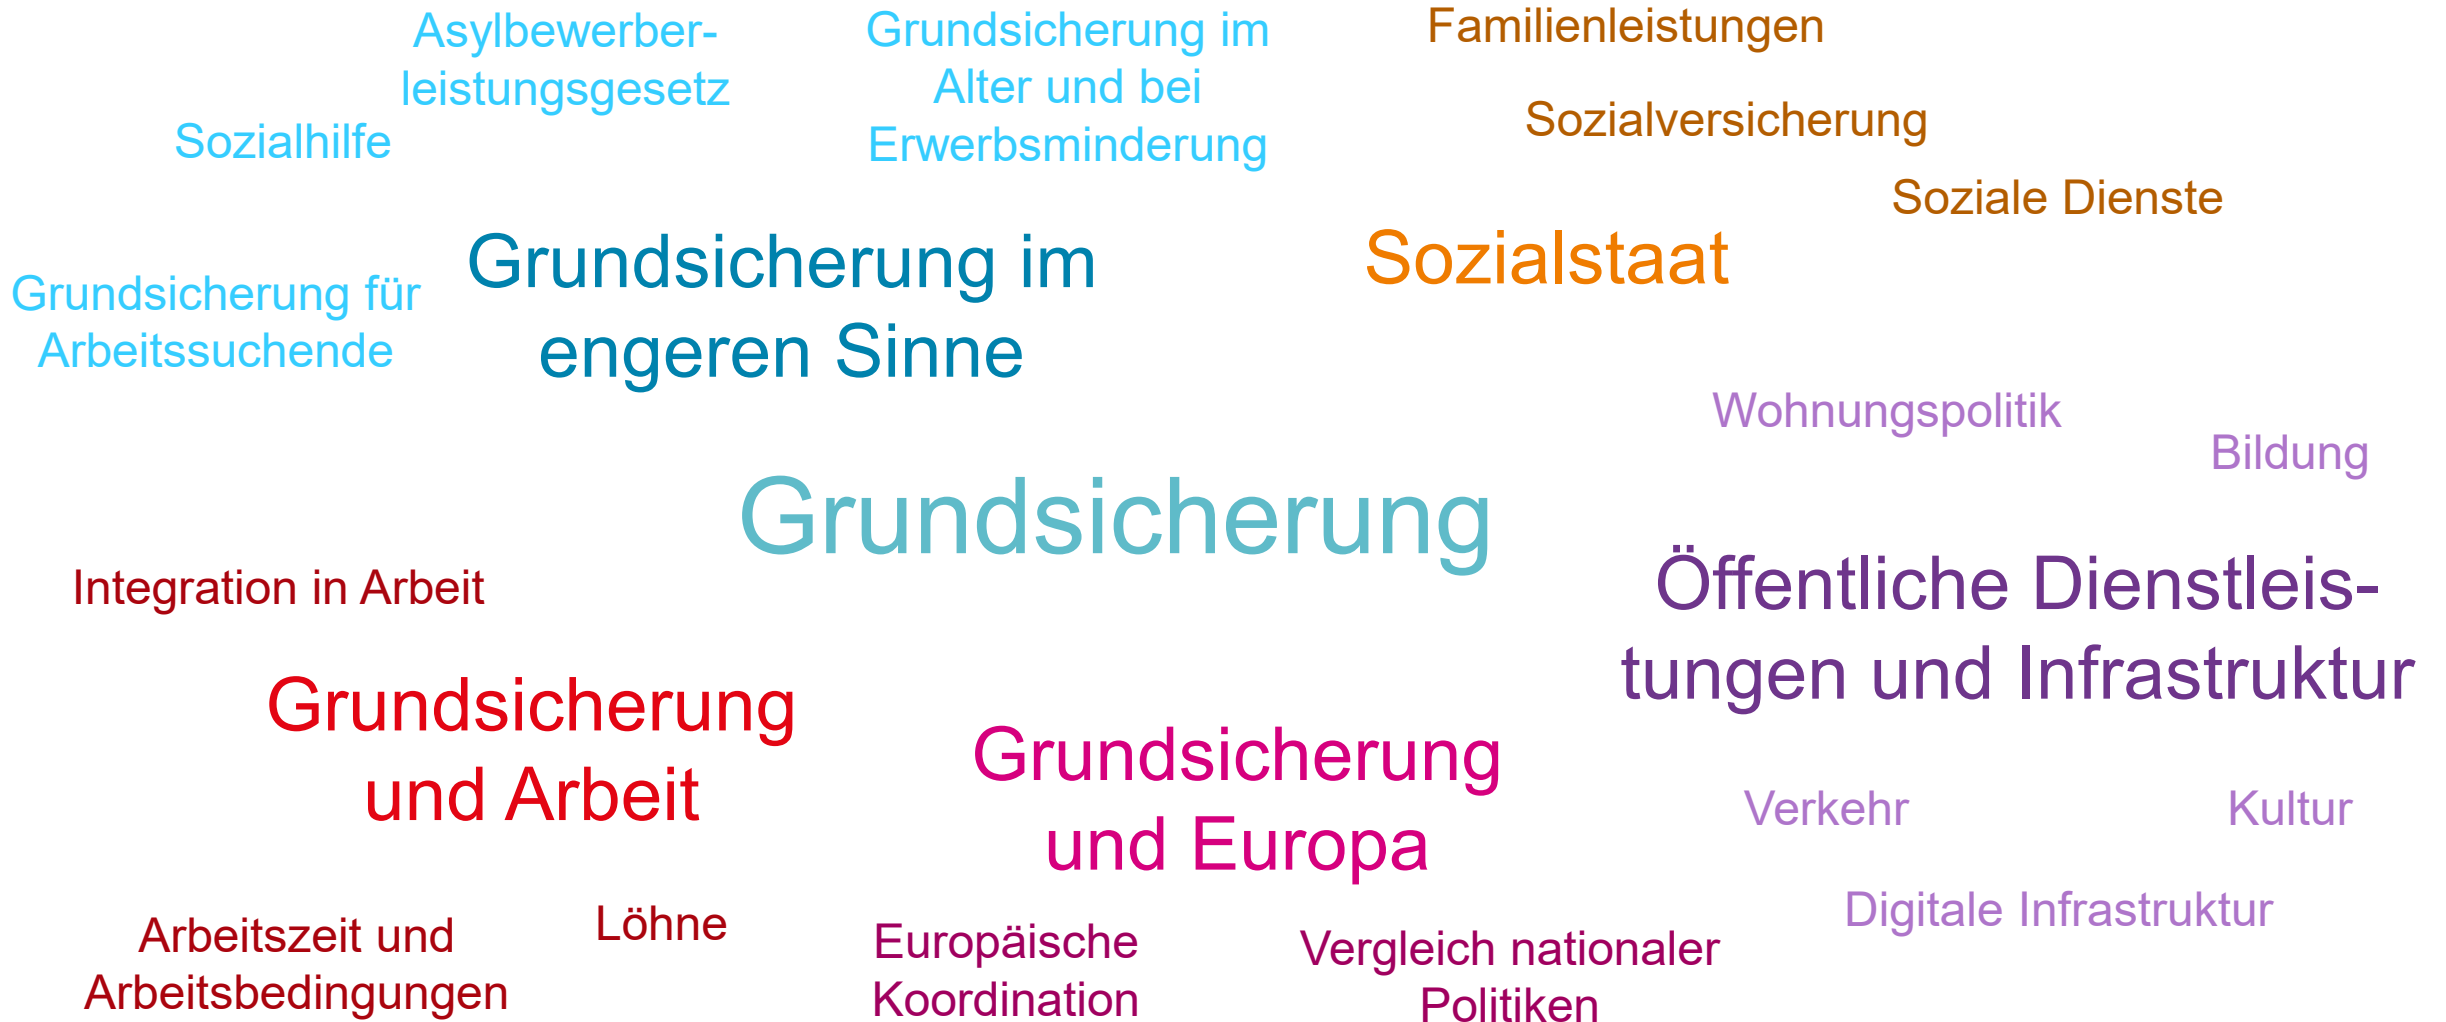 Asylbewerber-
leistungsgesetz
Grundsicherung im
Alter und bei
Erwerbsminderung
Familienleistungen
Sozialversicherung
Soziale Dienste
Sozialhilfe
Grundsicherung für
Arbeitssuchende
Grundsicherung im
engeren Sinne
Sozialstaat
Wohnungspolitik
Bildung
Grundsicherung
Öffentliche Dienstleis-
tungen und Infrastruktur
Integration in Arbeit
Grundsicherung
und Arbeit
Grundsicherung
und Europa
Verkehr
Kultur
Digitale Infrastruktur
Arbeitszeit und
Arbeitsbedingungen
Löhne
Europäische
Koordination
Vergleich nationaler
Politiken